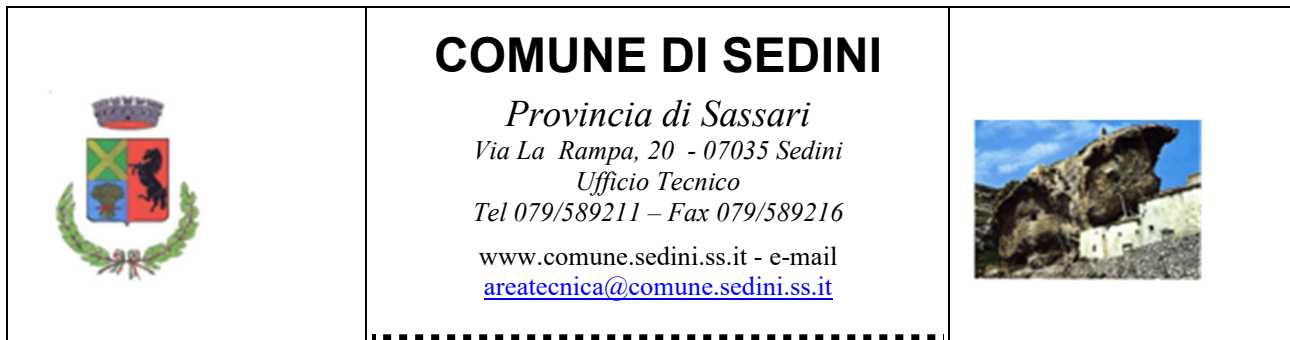 COMUNE DI SEDINI
Provincia di Sassari
Via La Rampa, 20 - 07035 Sedini
Ufficio Tecnico
Tel 079/589211 – Fax 079/589216
www.comune.sedini.ss.it - e-mail
areatecnica@comune.sedini.ss.it